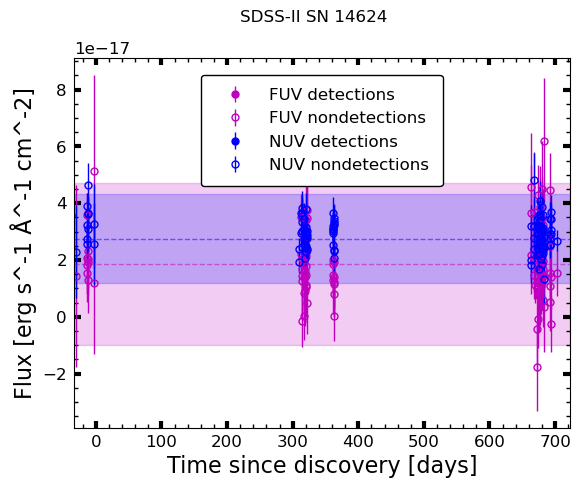 SDSS-II SN 14624
1e−17
FUV detections
FUV nondetections
NUV detections
NUV nondetections
8
6
4
2
0
−2
Flux [erg s^-1 Å^-1 cm^-2]
0 100 200 300 400 500 600 700
Time since discovery [days]